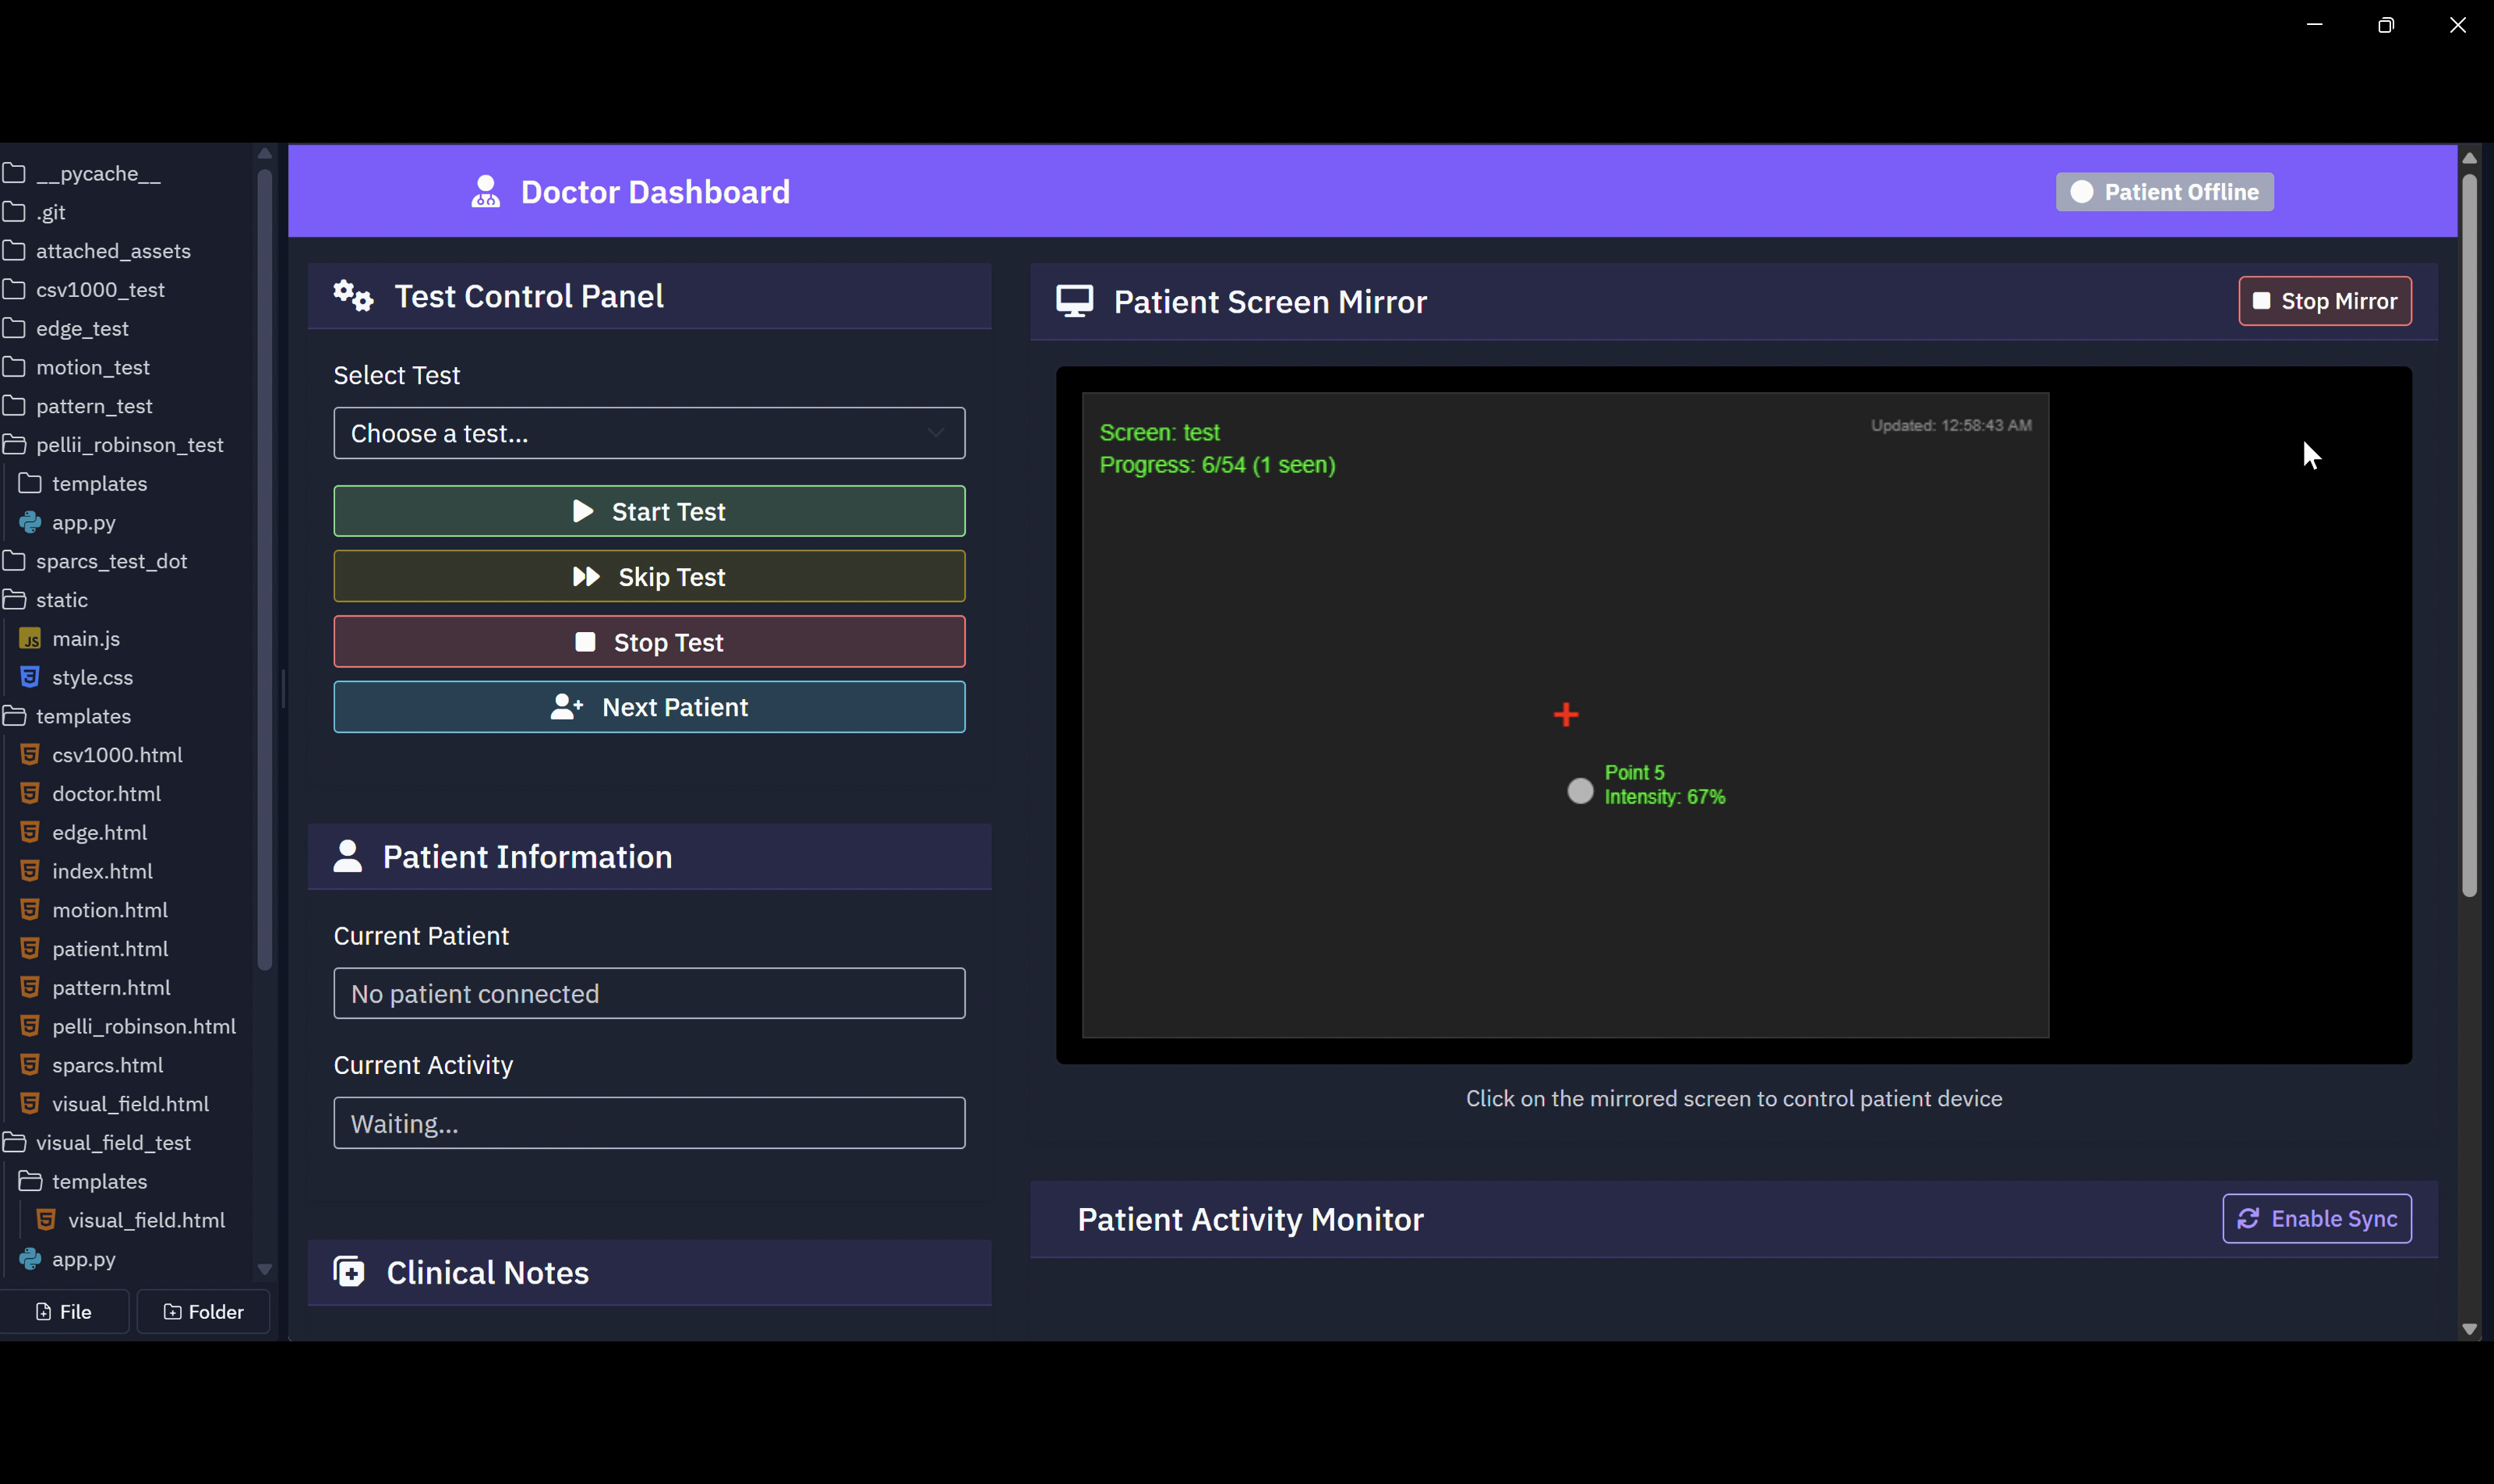 __pycache__
.git
attached_assets
csv1000_test
edge_test
motion_test
pattern_test
pellii_robinson_test
templates
app.py
sparcs_test_dot
static
main.js
style.css
templates
csv1000.html
doctor.html
edge.html
index.html
motion.html
patient.html
pattern.html
pelli_robinson.html
sparcs.html
visual_field.html
visual_field_test
templates
visual_field.html
app.py
File
Folder
Doctor Dashboard
Patient Offline
Test Control Panel
Select Test
Choose a test...
Start Test
Skip Test
Stop Test
Next Patient
Patient Information
Current Patient
No patient connected
Current Activity
Waiting...
Clinical Notes
Patient Screen Mirror
Stop Mirror
Screen: test
Updated: 12:58:43 AM
Progress: 6/54 (1 seen)
Point 5
Intensity: 67%
Click on the mirrored screen to control patient device
Patient Activity Monitor
Enable Sync